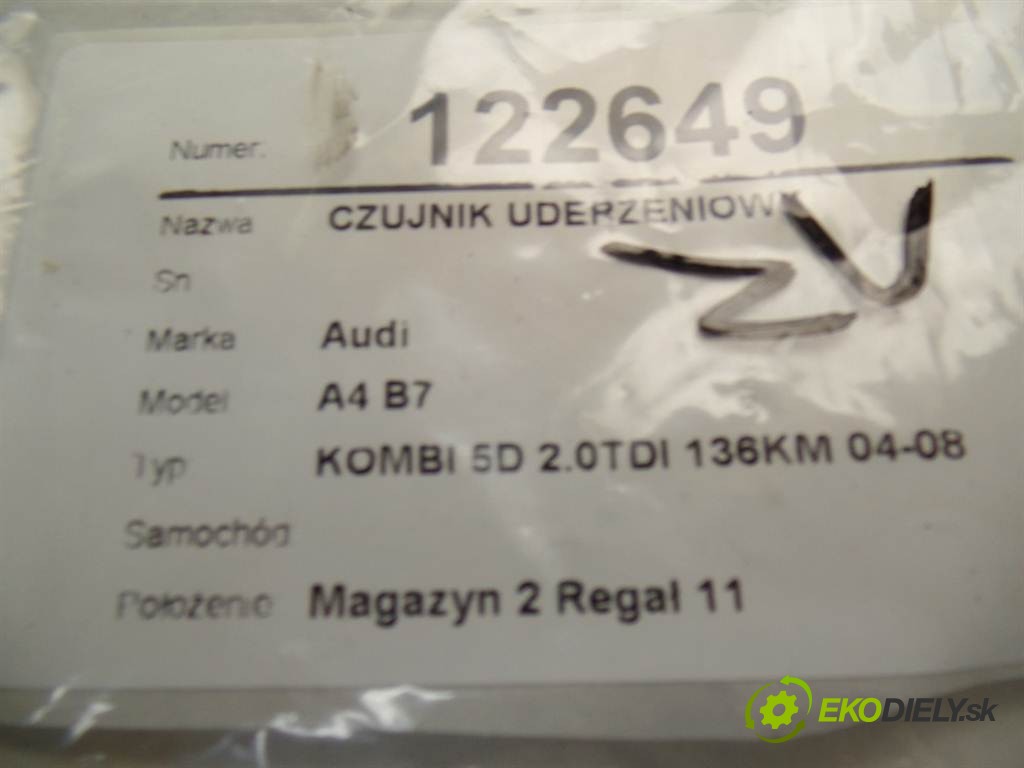 Numer. 122649
Nazwa CZUJNIK UDERZENIOWY
Sn
Marka Audi
Model A4 B7
Typ KOMBI 5D 2.0TDI 136KM 04-08
Samochód
Położenie Magazyn 2 Regał 11
EKODIELY.sk